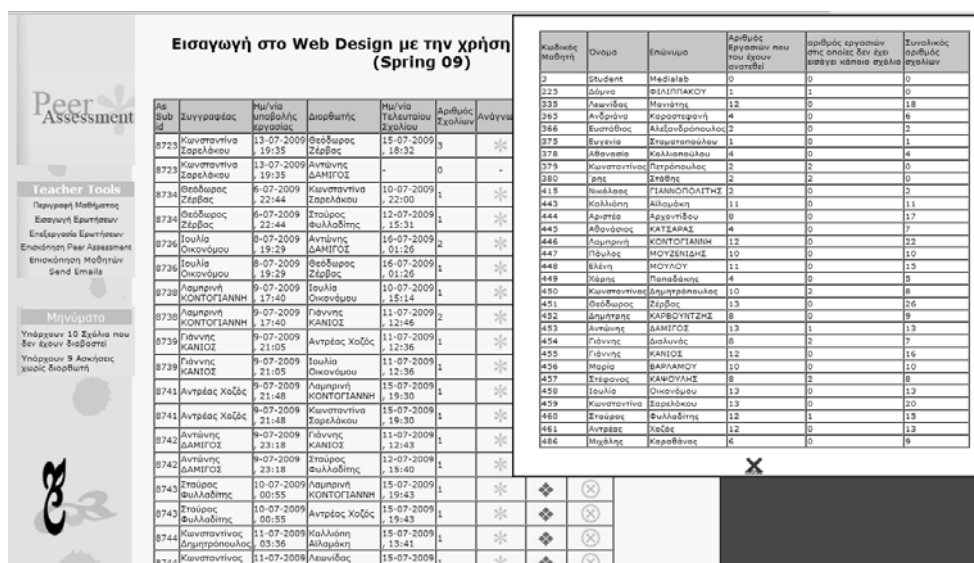 Εισαγωγή στο Web Design με την χρήση
(Spring 09)
Peer
Assessment
Teacher Tools
Περιγραφή Μαθήματος
Εισαγωγή Ερωτήσεων
Επεξεργασία Ερωτήσεων
Επισκόπηση Peer Assessment
Επισκόπηση Μαθητών
Send Emails
Μηνύματα
Υπάρχουν 10 Σχόλια που
δεν έχουν διαβαστεί
Υπάρχουν 9 Ασκήσεις
χωρίς διορθωτή
As Sub id Συγγραφέας Ημ/νία υποβολής εργασίας Διορθωτής Ημ/νία Τελευταίου Σχολίου Αριθμός Σχολίων
8723 Κωνσταντίνα Σαρελάκου 13-07-2009 , 19:35 Θεόδωρος Ζέρβας 15-07-2009 , 18:32 3
8723 Κωνσταντίνα Σαρελάκου 13-07-2009 , 19:35 Αντώνης ΔΑΜΙΓΟΣ - 0 -
8734 Θεόδωρος Ζέρβας 6-07-2009 , 22:44 Κωνσταντίνα Σαρελάκου 10-07-2009 , 22:00 1
8734 Θεόδωρος Ζέρβας 6-07-2009 , 22:44 Σταύρος Φυλλαδίτης 12-07-2009 , 15:31 1
8736 Ιουλία Οικονόμου 8-07-2009 , 19:29 Αντώνης ΔΑΜΙΓΟΣ 16-07-2009 , 01:26 2
8736 Ιουλία Οικονόμου 8-07-2009 , 19:29 Θεόδωρος Ζέρβας 16-07-2009 , 01:26 1
8738 Λαμπρινή ΚΟΝΤΟΓΙΑΝΝΗ 9-07-2009 , 17:40 Ιουλία Οικονόμου 10-07-2009 , 15:14 1
8738 Λαμπρινή ΚΟΝΤΟΓΙΑΝΝΗ 9-07-2009 , 17:40 Γιάννης ΚΑΝΙΟΣ 11-07-2009 , 12:46 2
8739 Γιάννης ΚΑΝΙΟΣ 9-07-2009 , 21:05 Αντρέας Χαζός 11-07-2009 , 12:36 1
8739 Γιάννης ΚΑΝΙΟΣ 9-07-2009 , 21:05 Ιουλία Οικονόμου 11-07-2009 , 12:36 1
8741 Αντρέας Χαζός 9-07-2009 , 21:48 Λαμπρινή ΚΟΝΤΟΓΙΑΝΝΗ 15-07-2009 , 19:30 1
8741 Αντρέας Χαζός 9-07-2009 , 21:48 Κωνσταντίνα Σαρελάκου 15-07-2009 , 19:30 1
8742 Αντώνης ΔΑΜΙΓΟΣ 9-07-2009 , 23:18 Γιάννης ΚΑΝΙΟΣ 11-07-2009 , 12:43 1
8742 Αντώνης ΔΑΜΙΓΟΣ 9-07-2009 , 23:18 Σταύρος Φυλλαδίτης 12-07-2009 , 15:40 1
8743 Σταύρος Φυλλαδίτης 10-07-2009 , 00:55 Λαμπρινή ΚΟΝΤΟΓΙΑΝΝΗ 15-07-2009 , 19:43 1
8743 Σταύρος Φυλλαδίτης 10-07-2009 , 00:55 Αντρέας Χαζός 15-07-2009 , 19:43 1
8744 Κωνσταντίνος Δημητρόπουλος 11-07-2009 , 03:36 Καλλιόπη Αϊλαμάκη 15-07-2009 , 13:41 1
Κωνσταντίνος 11-07-2009 Λεωνίδας 15-07-2009
Κωδικός Μαθητή Όνομα Επώνυμο Αριθμός Εργασιών που του έχουν ανατεθεί αριθμός εργασιών στις οποίες δεν έχει εισάγει κάποιο σχόλιο Συνολικός αριθμός σχολίων
3 Student Medialab 0 0 0
225 Δόμνα ΦΙΛΙΠΠΑΚΟΥ 1 1 0
335 Λεωνίδας Μανιάτης 12 0 18
365 Ανδριάνα Καραστεφανή 4 0 6
366 Ευστάθιος Αλεξανδρόπουλος 2 0 2
375 Ευγενία Σταματοπούλου 1 0 1
378 Αθανασία Καλλιοπούλου 4 0 4
379 Κωνσταντίνος Πετρόπουλος 2 2 0
380 'ρης Στάθης 2 2 0
415 Νικόλαος ΓΙΑΝΝΟΠΟΛΙΤΗΣ 2 0 2
443 Καλλιόπη Αϊλαμάκη 11 0 11
444 Αριστέα Αρχοντίδου 8 0 17
445 Αθανάσιος ΚΑΤΣΑΡΑΣ 4 0 7
446 Λαμπρινή ΚΟΝΤΟΓΙΑΝΝΗ 12 0 22
447 Πάυλος ΜΟΥΖΕΝΙΔΗΣ 10 0 10
448 Ελένη ΜΟΥΛΟΥ 11 0 15
449 Χάρης Παπαδάκης 4 0 5
450 Κωνσταντίνος Δημητρόπουλος 10 2 8
451 Θεόδωρος Ζέρβας 13 0 26
452 Δημήτρης ΚΑΡΒΟΥΝΤΖΗΣ 8 0 9
453 Αντώνης ΔΑΜΙΓΟΣ 13 1 13
454 Γιάννης Διαλυνάς 8 2 7
455 Γιάννης ΚΑΝΙΟΣ 12 0 16
456 Μαρία ΒΑΡΛΑΜΟΥ 10 0 10
457 Στέφανος ΚΑΨΟΥΛΗΣ 8 2 8
458 Ιουλία Οικονόμου 13 0 13
459 Κωνσταντίνα Σαρελάκου 13 0 20
460 Σταύρος Φυλλαδίτης 12 1 15
461 Αντρέας Χαζός 12 0 13
486 Μιχάλης Καραθάνος 6 0 9